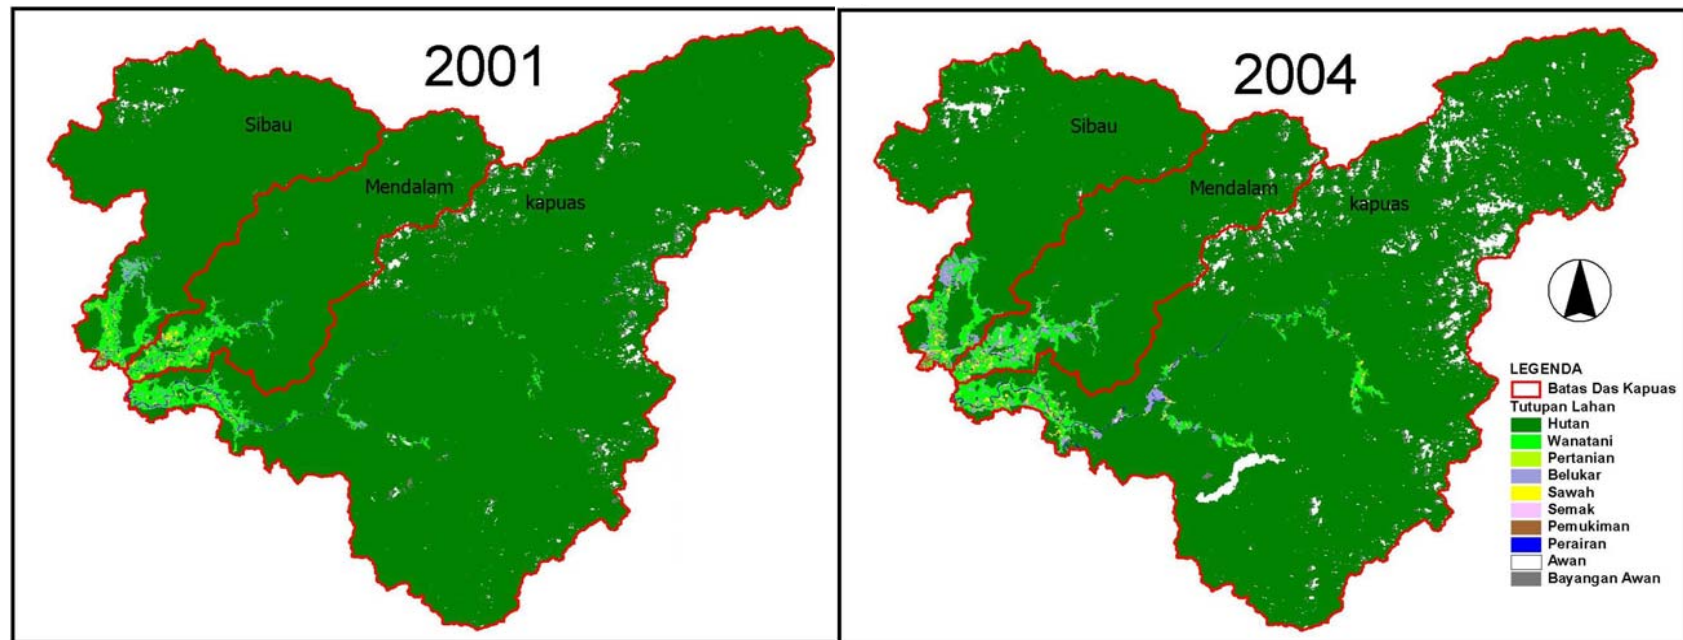 2001
Sibau
Mendalam
kapuas
2004
Sibau
Mendalam
kapuas
LEGENDA
Batas Das Kapuas
Tutupan Lahan
Hutan
Wanatani
Pertanian
Belukar
Sawah
Semak
Pemukiman
Perairan
Awan
Bayangan Awan